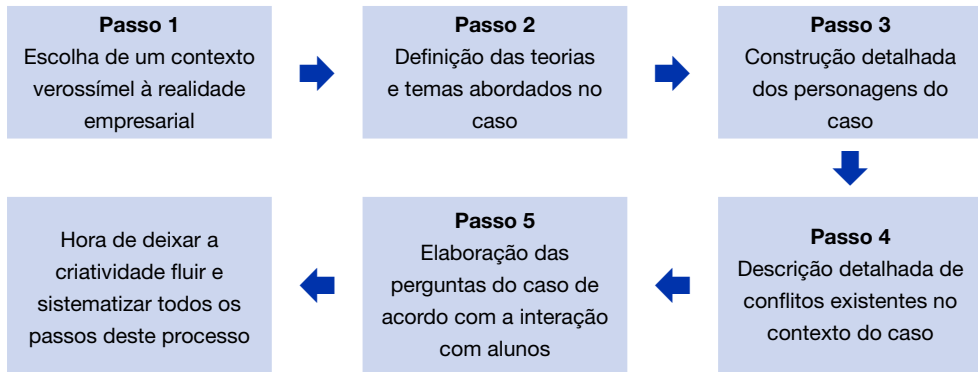 Passo 1
Escolha de um contexto
verossímil à realidade
empresarial
Passo 2
Definição das teorias
e temas abordados no
caso
Passo 3
Construção detalhada
dos personagens do
caso
Passo 4
Descrição detalhada de
conflitos existentes no
contexto do caso
Passo 5
Elaboração das
perguntas do caso de
acordo com a interação
com alunos
Hora de deixar a
criatividade fluir e
sistematizar todos os
passos deste processo